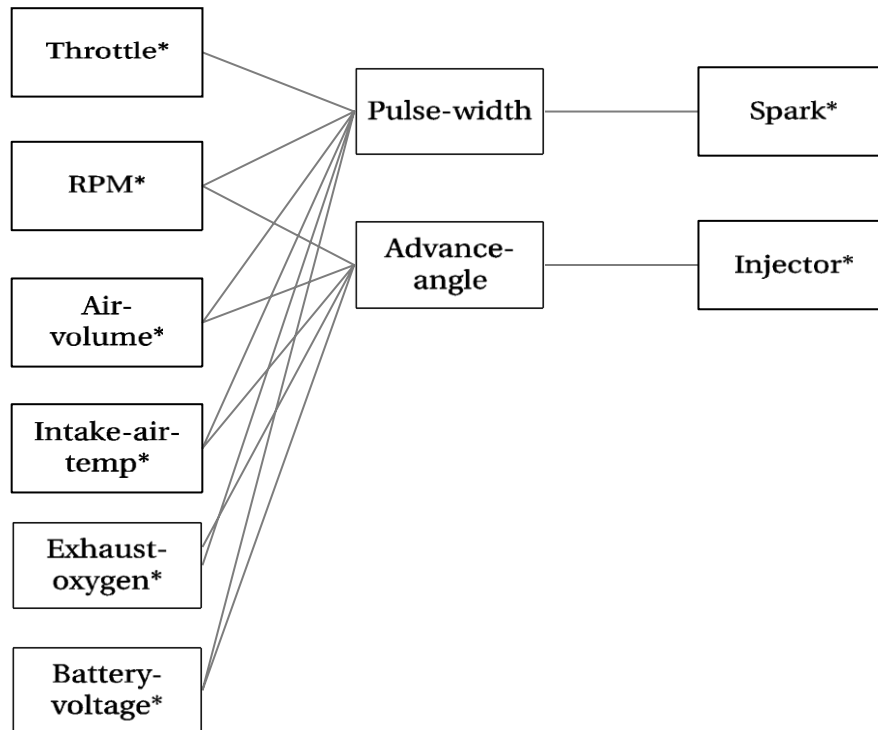 Throttle*
RPM*
Air-
volume*
Intake-air-
temp*
Exhaust-
oxygen*
Battery-
voltage*
Pulse-width
Advance-
angle
Spark*
Injector*